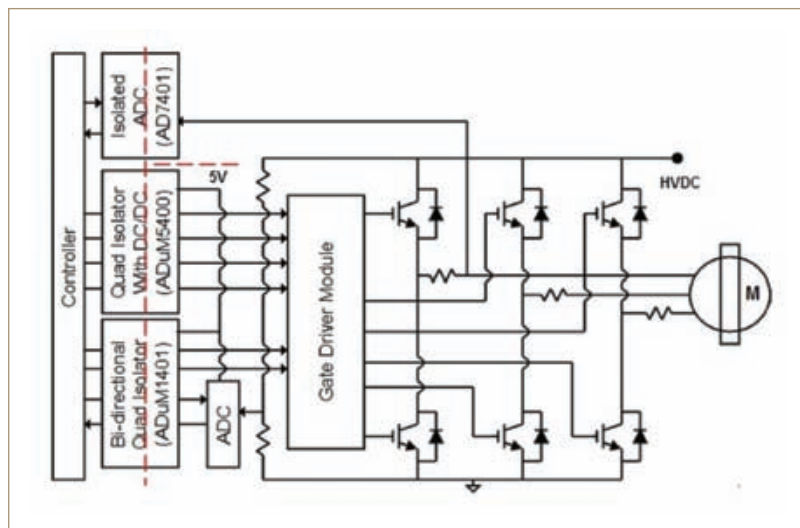 Controller
Isolated
ADC
(AD7401)
Quad Isolator
With DC/DC
(ADuM5400)
Bi-directional
Quad Isolator
(ADuM1401)
5V
ADC
Gate Driver Module
HVDC
M